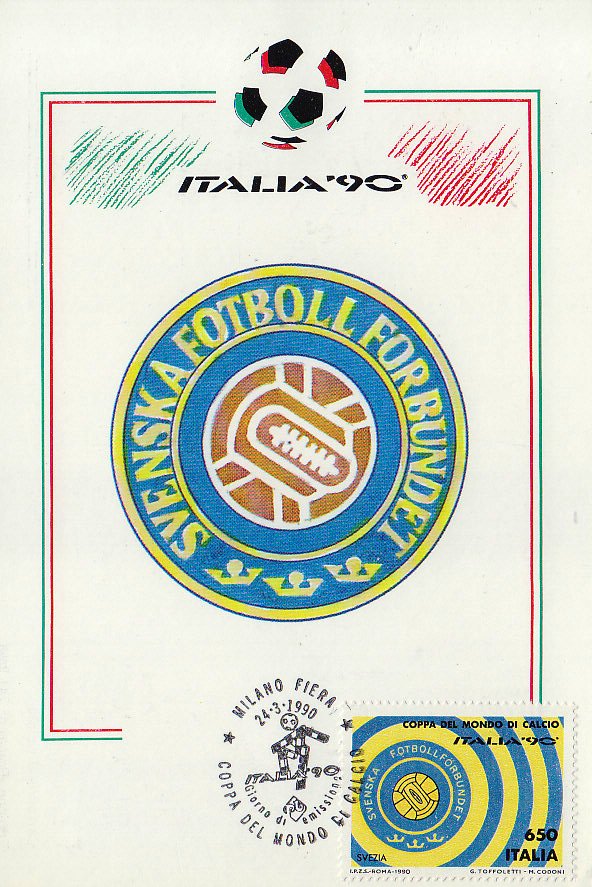 ITALIA'90®
SVENSKA FOTBOLL FORBUNDET
MILANO FIERA
24·3·1990
ITALIA '90
Giorno di emissione
COPPA DEL MONDO DI CALCIO
COPPA DEL MONDO DI CALCIO
ITALIA'90
SVENSKA FOTBOLLFÖRBUNDET
650
SVEZIA
ITALIA
I.P.Z.S.-ROMA-1990
G. TOFFOLETTI - M. CODONI